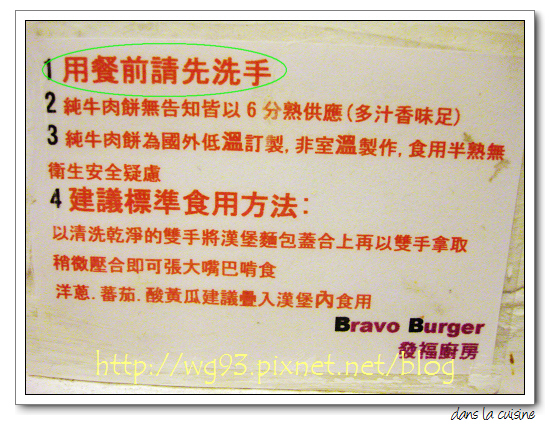 1 用餐前請先洗手
2 純牛肉餅無告知皆以 6 分熟供應(多汁香味足)
3 純牛肉餅為國外低溫訂製, 非室溫製作, 食用半熟無
衛生安全疑慮
4 建議標準食用方法:
以清洗乾淨的雙手將漢堡麵包蓋合上再以雙手拿取
稍微壓合即可張大嘴巴啃食
洋蔥. 蕃茄. 酸黃瓜建議疊入漢堡內食用
Bravo Burger
發福廚房
http://wg93.pixnet.net/blog
dans la cuisine